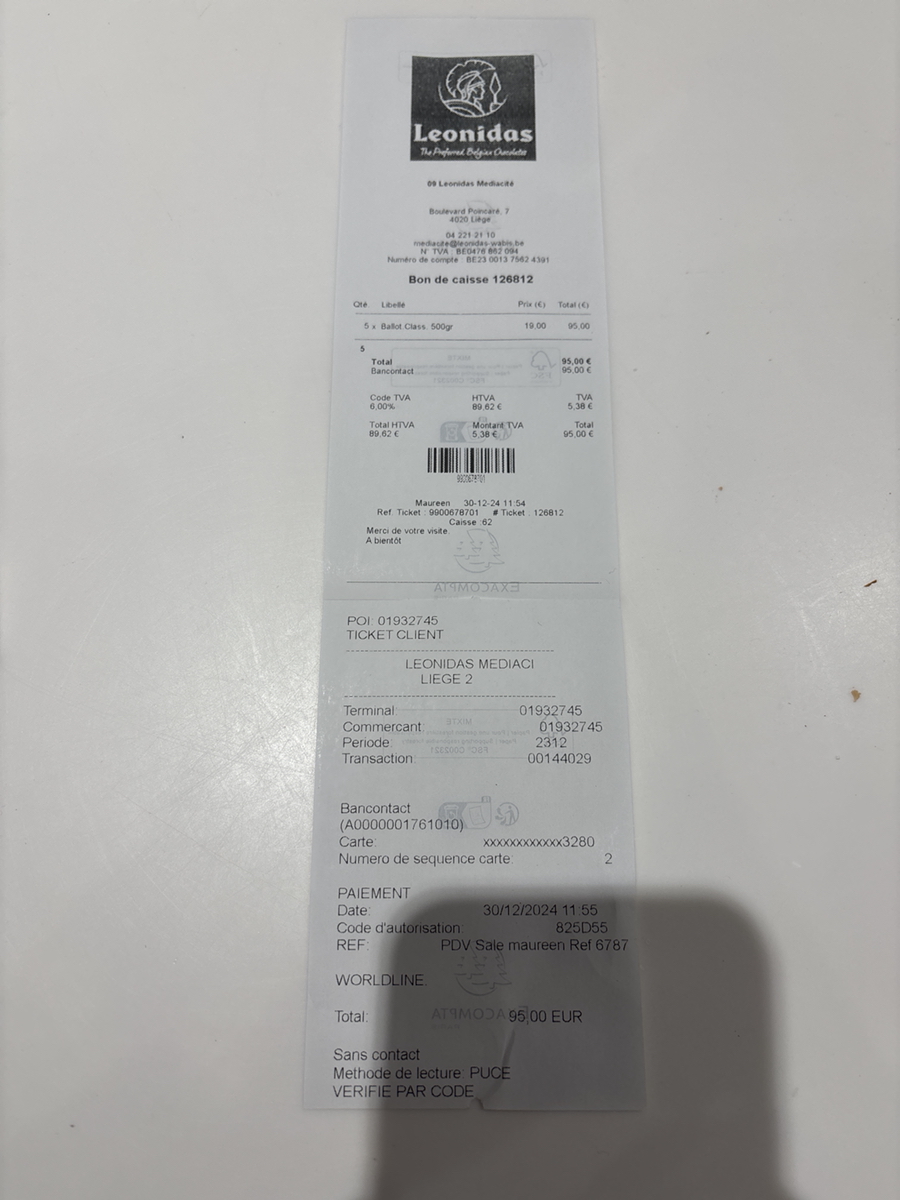 Leonidas
The Preferred Belgian Chocolates
09 Leonidas Mediacité
Boulevard Poincaré, 7
4020 Liège
04 221 21 10
mediacite@leonidas-wabis.be
N° TVA : BE0476 862 094
Numéro de compte : BE23 0013 7562 4391
Bon de caisse 126812
Qté. Libellé Prix (€) Total (€)
5 x Ballot.Class. 500gr 19,00 95,00
5
Total 95,00 €
Bancontact 95,00 €
Code TVA HTVA TVA
6,00% 89,62 € 5,38 €
Total HTVA Montant TVA Total
89,62 € 5,38 € 95,00 €
9900678701
Maureen 30-12-24 11:54
Ref. Ticket : 9900678701 # Ticket : 126812
Caisse :62
Merci de votre visite.
A bientôt
EXACOMPTA
POI: 01932745
TICKET CLIENT
LEONIDAS MEDIACI
LIEGE 2
Terminal: 01932745
Commercant: 01932745
Periode: 2312
Transaction: 00144029
Bancontact
(A0000001761010)
Carte: xxxxxxxxxxxx3280
Numero de sequence carte: 2
PAIEMENT
Date: 30/12/2024 11:55
Code d'autorisation: 825D55
REF: PDV Sale maureen Ref 6787
WORLDLINE.
EXACOMPTA
Total: 95,00 EUR
Sans contact
Methode de lecture: PUCE
VERIFIE PAR CODE